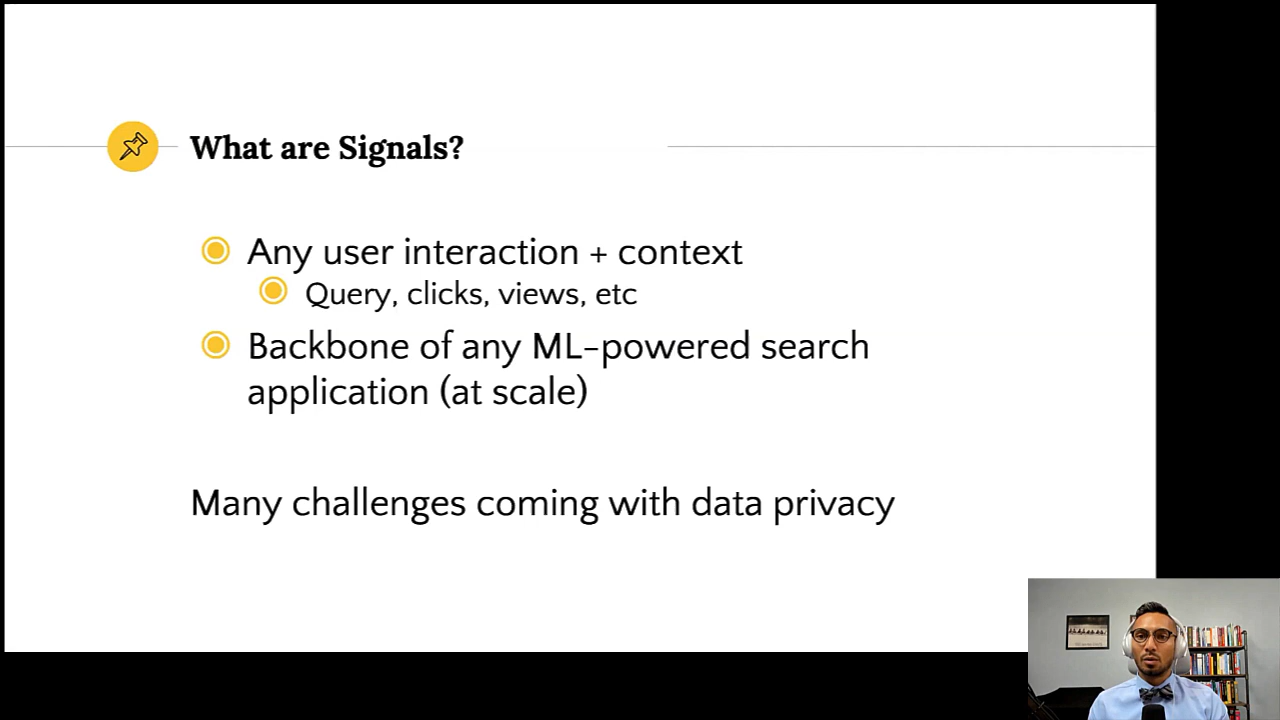 What are Signals?
Any user interaction + context
Query, clicks, views, etc
Backbone of any ML-powered search
application (at scale)
Many challenges coming with data privacy